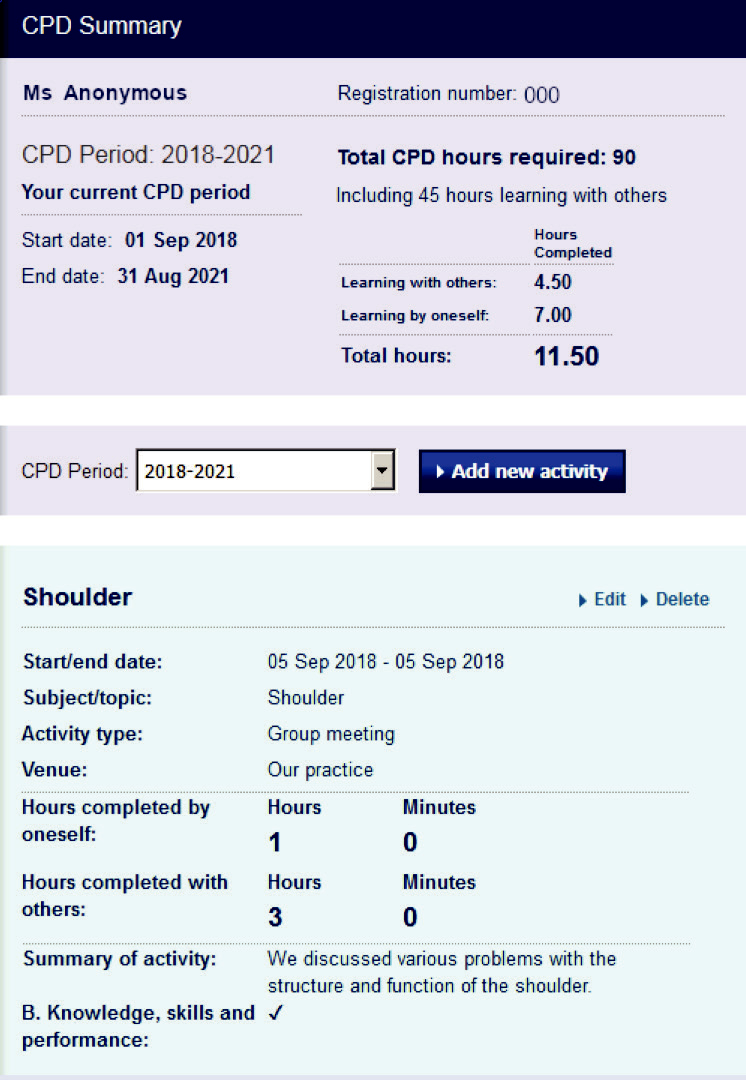 CPD Summary
Ms Anonymous
Registration number: 000
CPD Period: 2018-2021
Total CPD hours required: 90
Your current CPD period
Including 45 hours learning with others
Start date: 01 Sep 2018
End date: 31 Aug 2021
Hours
Completed
Learning with others: 4.50
Learning by oneself: 7.00
Total hours: 11.50
CPD Period: 2018-2021
Add new activity
Shoulder
Edit Delete
Start/end date: 05 Sep 2018 - 05 Sep 2018
Subject/topic: Shoulder
Activity type: Group meeting
Venue: Our practice
Hours completed by Hours Minutes
oneself: 1 0
Hours completed with Hours Minutes
others: 3 0
Summary of activity: We discussed various problems with the
structure and function of the shoulder.
B. Knowledge, skills and ✓
performance: